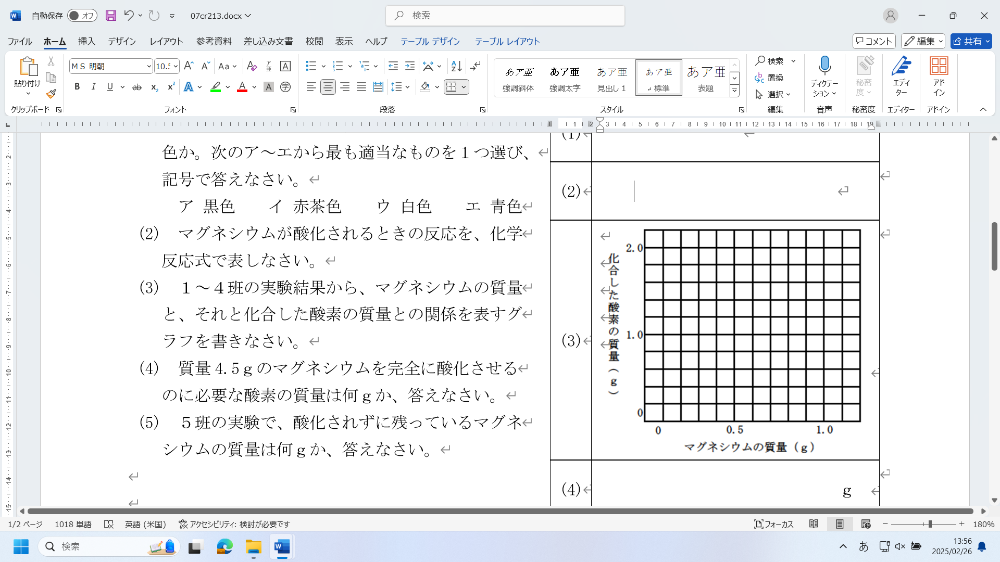 自動保存 オフ 07cr213.docx 検索
ファイル ホーム 挿入 デザイン レイアウト 参考資料 差し込み文書 校閲 表示 ヘルプ テーブル デザイン テーブル レイアウト コメント 編集 共有
貼り付け
クリップボード
ＭＳ 明朝 10.5
フォント
段落
あア亜 強調斜体
あア亜 強調太字
あア亜 見出し 1
あア亜 標準
あア亜 表題
スタイル
検索
置換
選択
編集
ディクテーション
音声
秘密度
秘密度
エディター
エディター
アドイン
アドイン
1 3 4 5 6 7 8 9 10 11 12 13 14 15 16 17 18 19
色か。次のア～エから最も適当なものを１つ選び、
記号で答えなさい。
ア 黒色 イ 赤茶色 ウ 白色 エ 青色
(2) マグネシウムが酸化されるときの反応を、化学
反応式で表しなさい。
(3) １～４班の実験結果から、マグネシウムの質量
と、それと化合した酸素の質量との関係を表すグ
ラフを書きなさい。
(4) 質量4.5ｇのマグネシウムを完全に酸化させる
のに必要な酸素の質量は何ｇか、答えなさい。
(5) ５班の実験で、酸化されずに残っているマグネ
シウムの質量は何ｇか、答えなさい。
(1)
(2)
(3)
化合した酸素の質量（ｇ）
2.0
1.0
0
0 0.5 1.0
マグネシウムの質量（ｇ）
(4) ｇ
1/2 ページ 1018 単語 英語 (米国) アクセシビリティ: 検討が必要です フォーカス 180%
検索 あ 13:56
2025/02/26